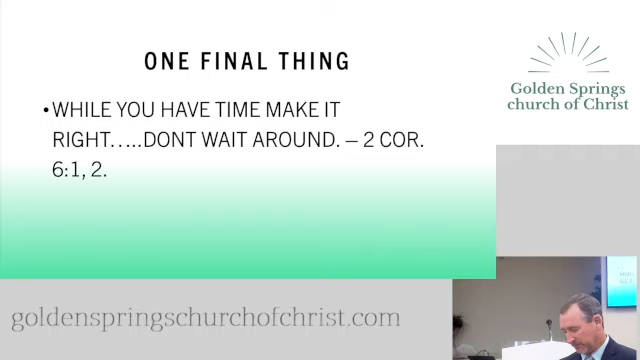 ONE FINAL THING
•WHILE YOU HAVE TIME MAKE IT
RIGHT…..DONT WAIT AROUND. – 2 COR.
6:1, 2.
Golden Springs
church of Christ
goldenspringschurchofchrist.com